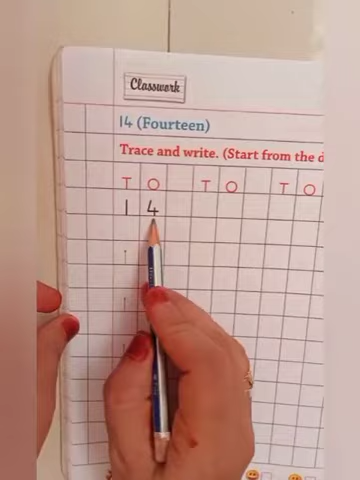 Classwork
14 (Fourteen)
Trace and write. (Start from the d
T O T O T O
1 4